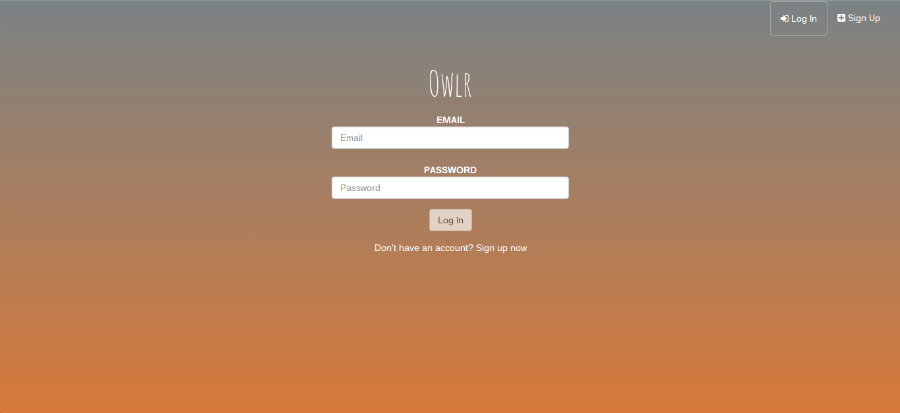 Log In
Sign Up
Owlr
EMAIL
Email
PASSWORD
Password
Log In
Don't have an account? Sign up now